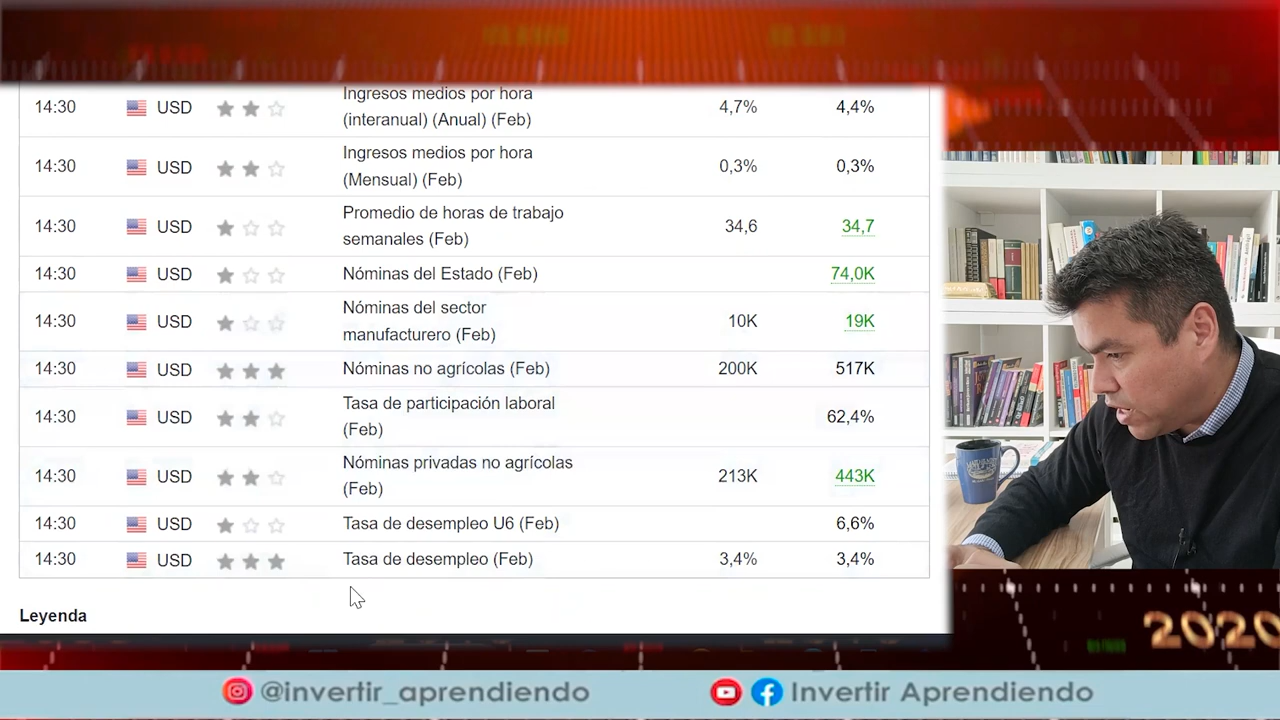 14:30 USD Ingresos medios por hora 4,7% 4,4%
(interanual) (Anual) (Feb)
14:30 USD Ingresos medios por hora 0,3% 0,3%
(Mensual) (Feb)
14:30 USD Promedio de horas de trabajo 34,6 34,7
semanales (Feb)
14:30 USD Nóminas del Estado (Feb) 74,0K
14:30 USD Nóminas del sector 10K 19K
manufacturero (Feb)
14:30 USD Nóminas no agrícolas (Feb) 200K 517K
14:30 USD Tasa de participación laboral 62,4%
(Feb)
14:30 USD Nóminas privadas no agrícolas 213K 443K
(Feb)
14:30 USD Tasa de desempleo U6 (Feb) 6,6%
14:30 USD Tasa de desempleo (Feb) 3,4% 3,4%
Leyenda
2020
@invertir_aprendiendo Invertir Aprendiendo